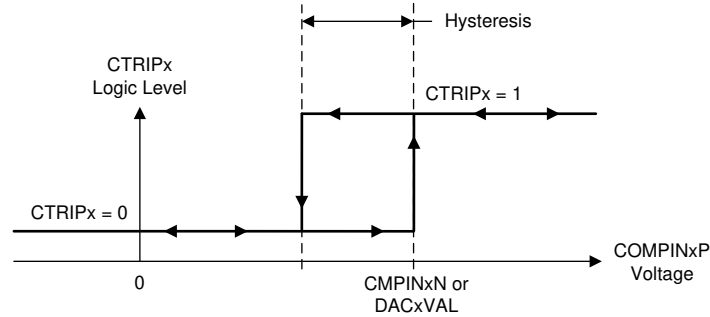 Hysteresis
CTRIPx
Logic Level
CTRIPx = 1
CTRIPx = 0
COMPINxP
Voltage
0
CMPINxN or
DACxVAL